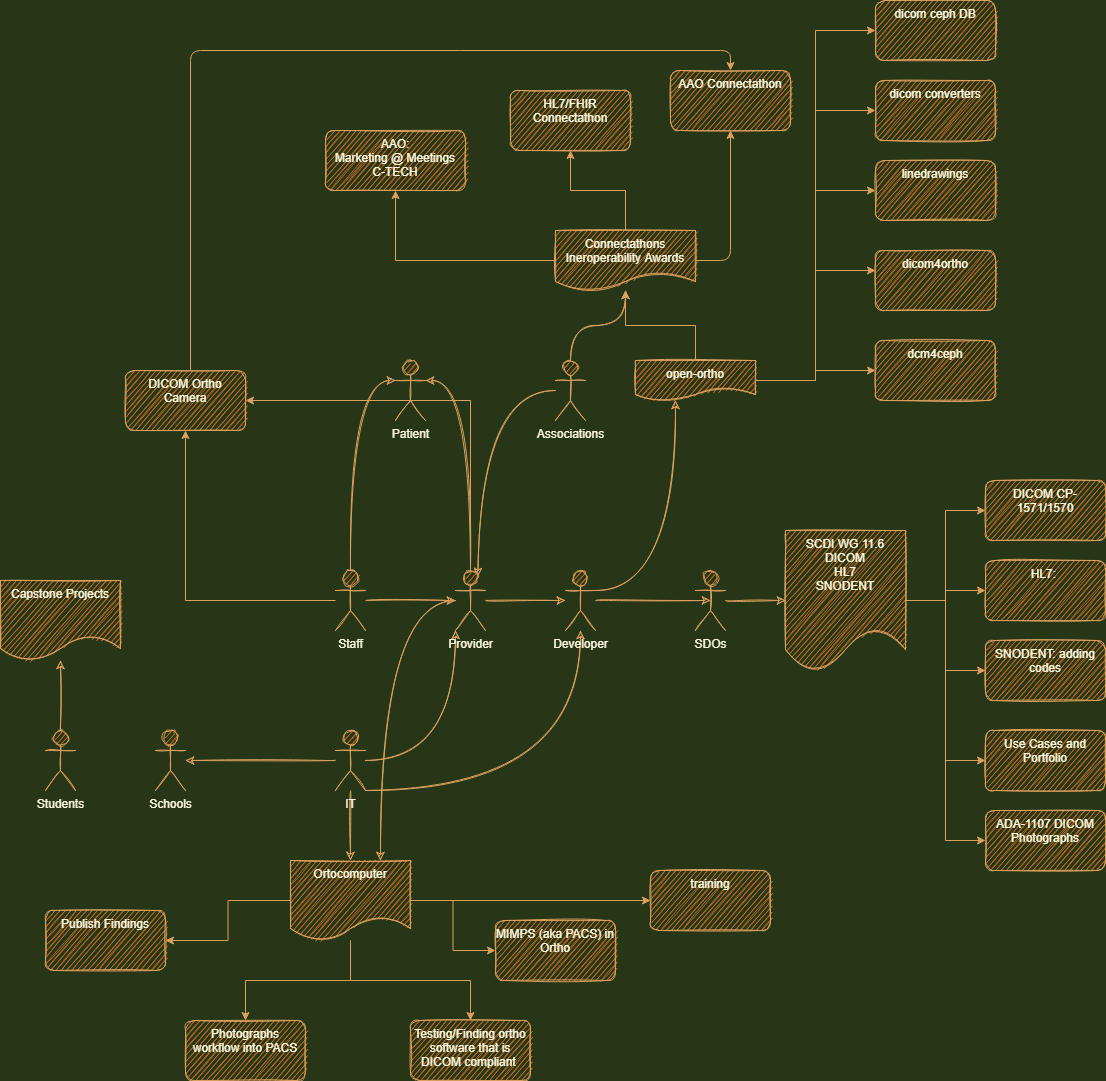 dicom ceph DB
AAO Connectathon
dicom converters
HL7/FHIR
Connectathon
AAO:
Marketing @ Meetings
C-TECH
linedrawings
Connectathons
Ineroperability Awards
dicom4ortho
dcm4ceph
open-ortho
DICOM Ortho
Camera
Patient
Associations
DICOM CP-
1571/1570
SCDI WG 11.6
DICOM
HL7
SNODENT
HL7:
Capstone Projects
Staff
Provider
Developer
SDOs
SNODENT: adding
codes
Use Cases and
Portfolio
Students
Schools
IT
ADA-1107 DICOM
Photographs
Ortocomputer
training
Publish Findings
MIMPS (aka PACS) in
Ortho
Photographs
workflow into PACS
Testing/Finding ortho
software that is
DICOM compliant